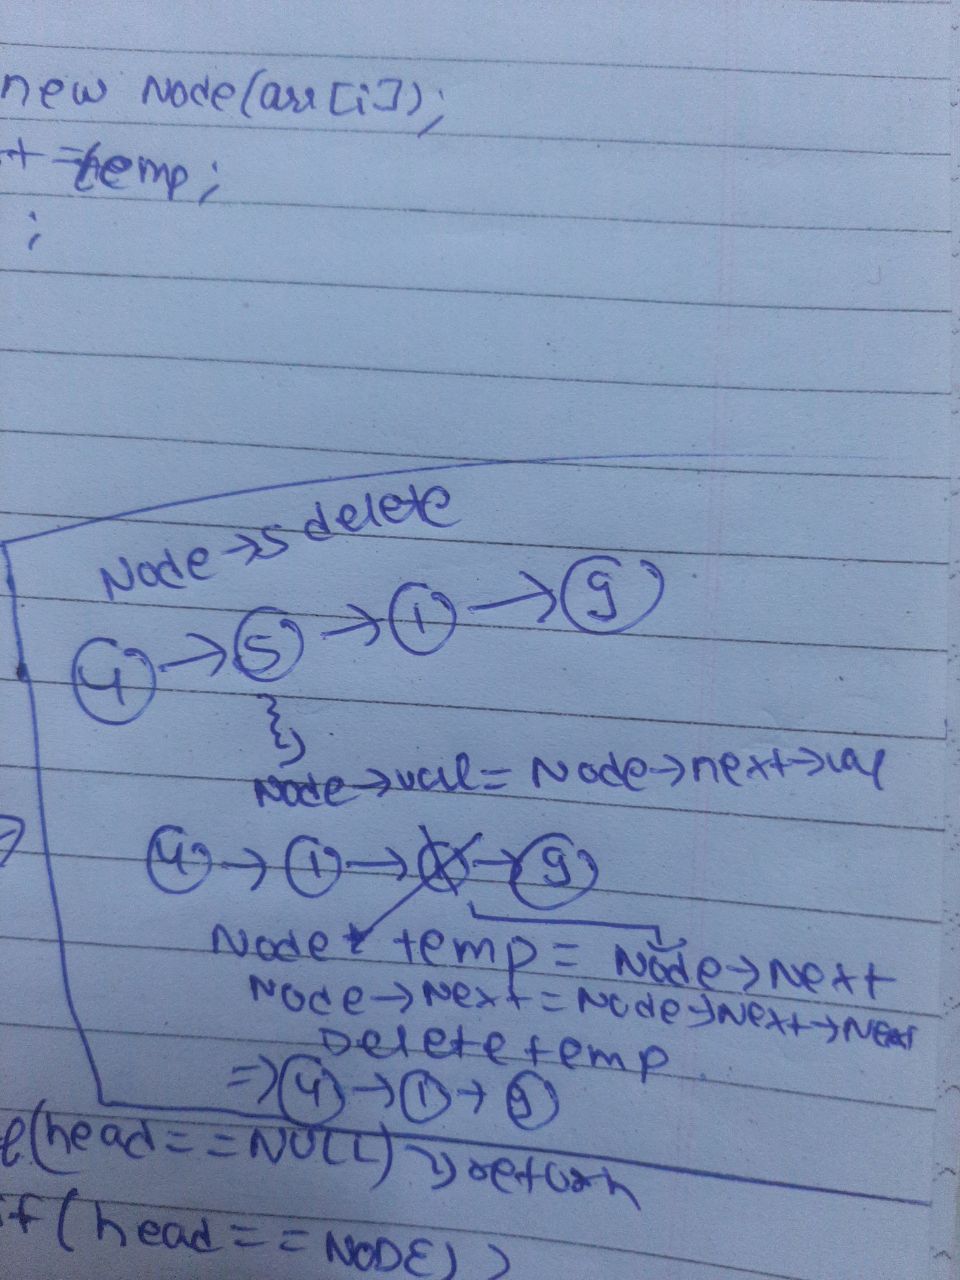 new Node(arr[i]);
t = temp;
;
Node → 5 delete
4 → 5 → 1 → 9
Node → val = Node → next → val
4 → 1 → → 9
Node* temp = Node → Next
Node → Next = Node → Next → Next
Delete temp
⇒ 4 → 1 → 9
(head == NULL) return
if (head == NODE)